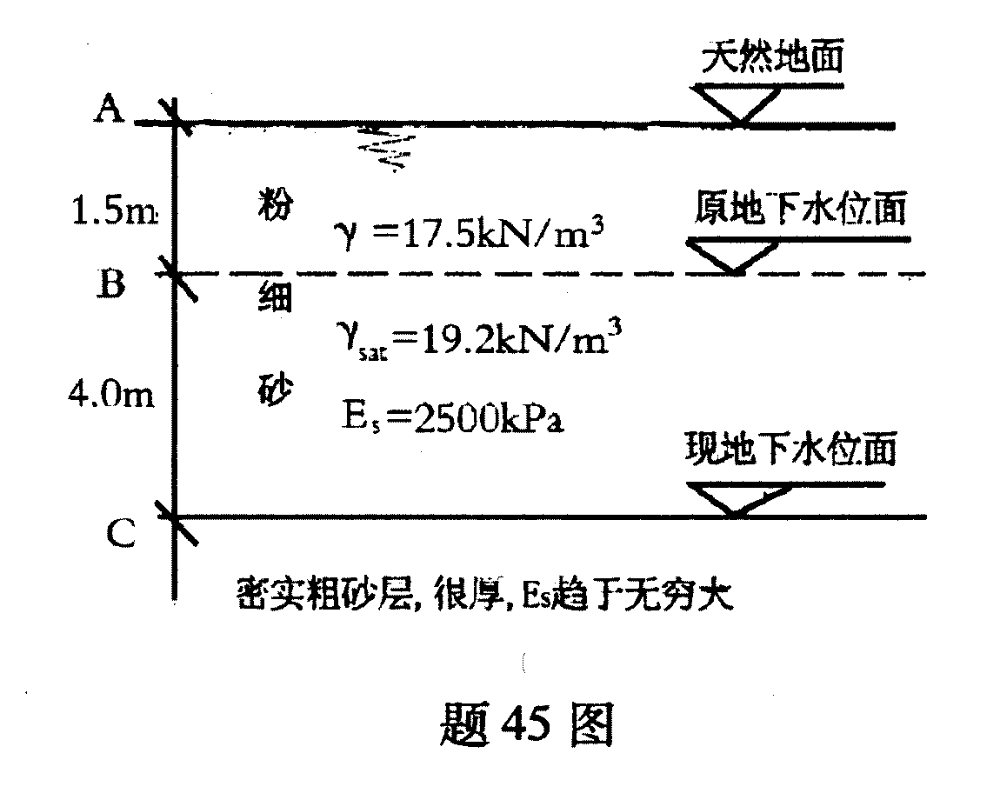 天然地面
A
1.5m
粉
γ =17.5kN/m³
原地下水位面
B
细
γsat=19.2kN/m³
4.0m
砂
Es=2500kPa
现地下水位面
C
密实粗砂层, 很厚, Es趋于无穷大
题 45 图